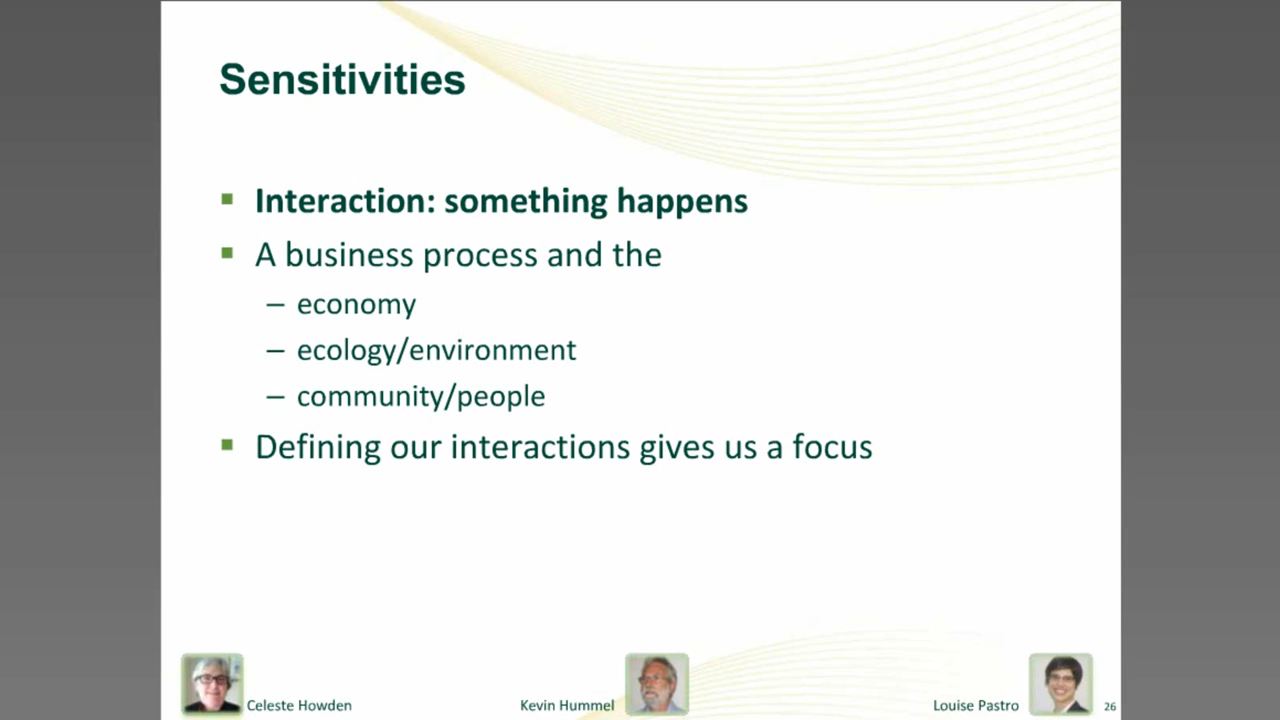 Sensitivities
Interaction: something happens
A business process and the
– economy
– ecology/environment
– community/people
Defining our interactions gives us a focus
Celeste Howden
Kevin Hummel
Louise Pastro
26